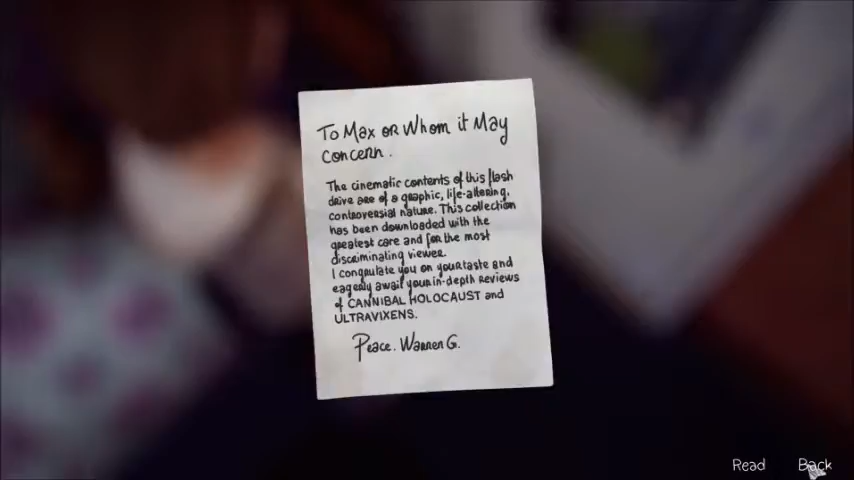 To Max or Whom it May
Concern.
The cinematic contents of this flash
drive are of a graphic, life-altering,
controversial nature. This collection
has been downloaded with the
greatest care and for the most
discriminating viewer.
I congratulate you on your taste and
eagerly await your in-depth reviews
of CANNIBAL HOLOCAUST and
ULTRAVIXENS.
Peace. Warren G.
Read
Back